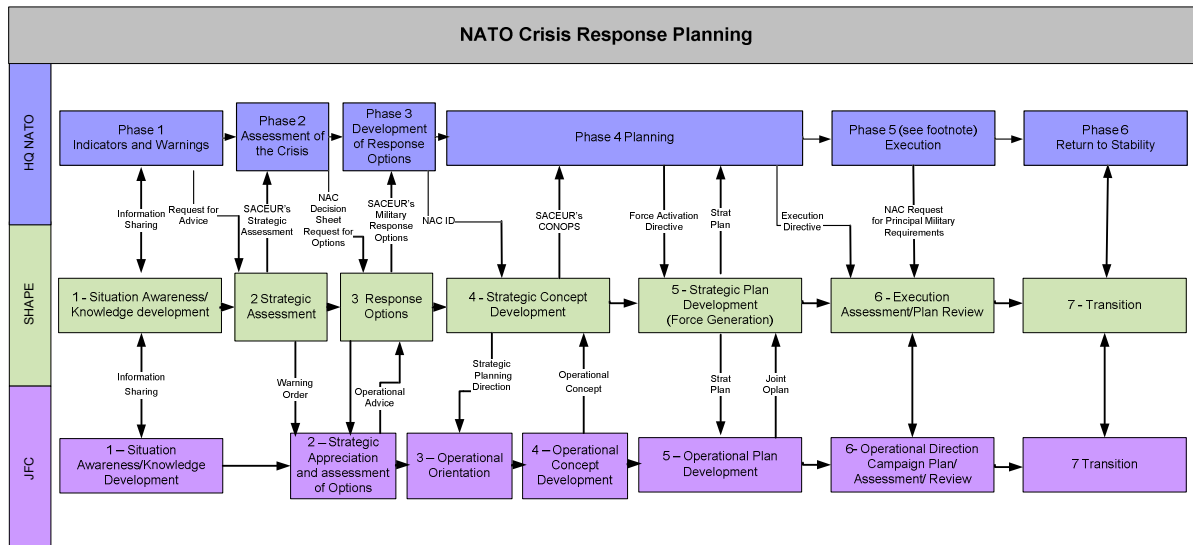 NATO Crisis Response Planning
HQ NATO
Phase 1
Indicators and Warnings
Phase 2
Assessment of
the Crisis
Phase 3
Development
of Response
Options
Phase 4 Planning
Phase 5 (see footnote)
Execution
Phase 6
Return to Stability
Information
Sharing
Request for
Advice
SACEUR's
Strategic
Assessment
NAC
Decision
Sheet
Request for
Options
SACEUR's
Military
Response
Options
NAC ID
SACEUR's
CONOPS
Force Activation
Directive
Strat
Plan
Execution
Directive
NAC Request
for Principal Military
Requirements
SHAPE
1 - Situation Awareness/
Knowledge development
2 Strategic
Assessment
3 Response
Options
4 - Strategic Concept
Development
5 - Strategic Plan
Development
(Force Generation)
6 - Execution
Assessment/Plan Review
7 - Transition
Information
Sharing
Warning
Order
Operational
Advice
Strategic
Planning
Direction
Operational
Concept
Strat
Plan
Joint
Oplan
JFC
1 – Situation
Awareness/Knowledge
Development
2 – Strategic
Appreciation
and assessment
of Options
3 – Operational
Orientation
4 – Operational
Concept
Development
5 – Operational Plan
Development
6- Operational Direction
Campaign Plan/
Assessment/ Review
7 Transition